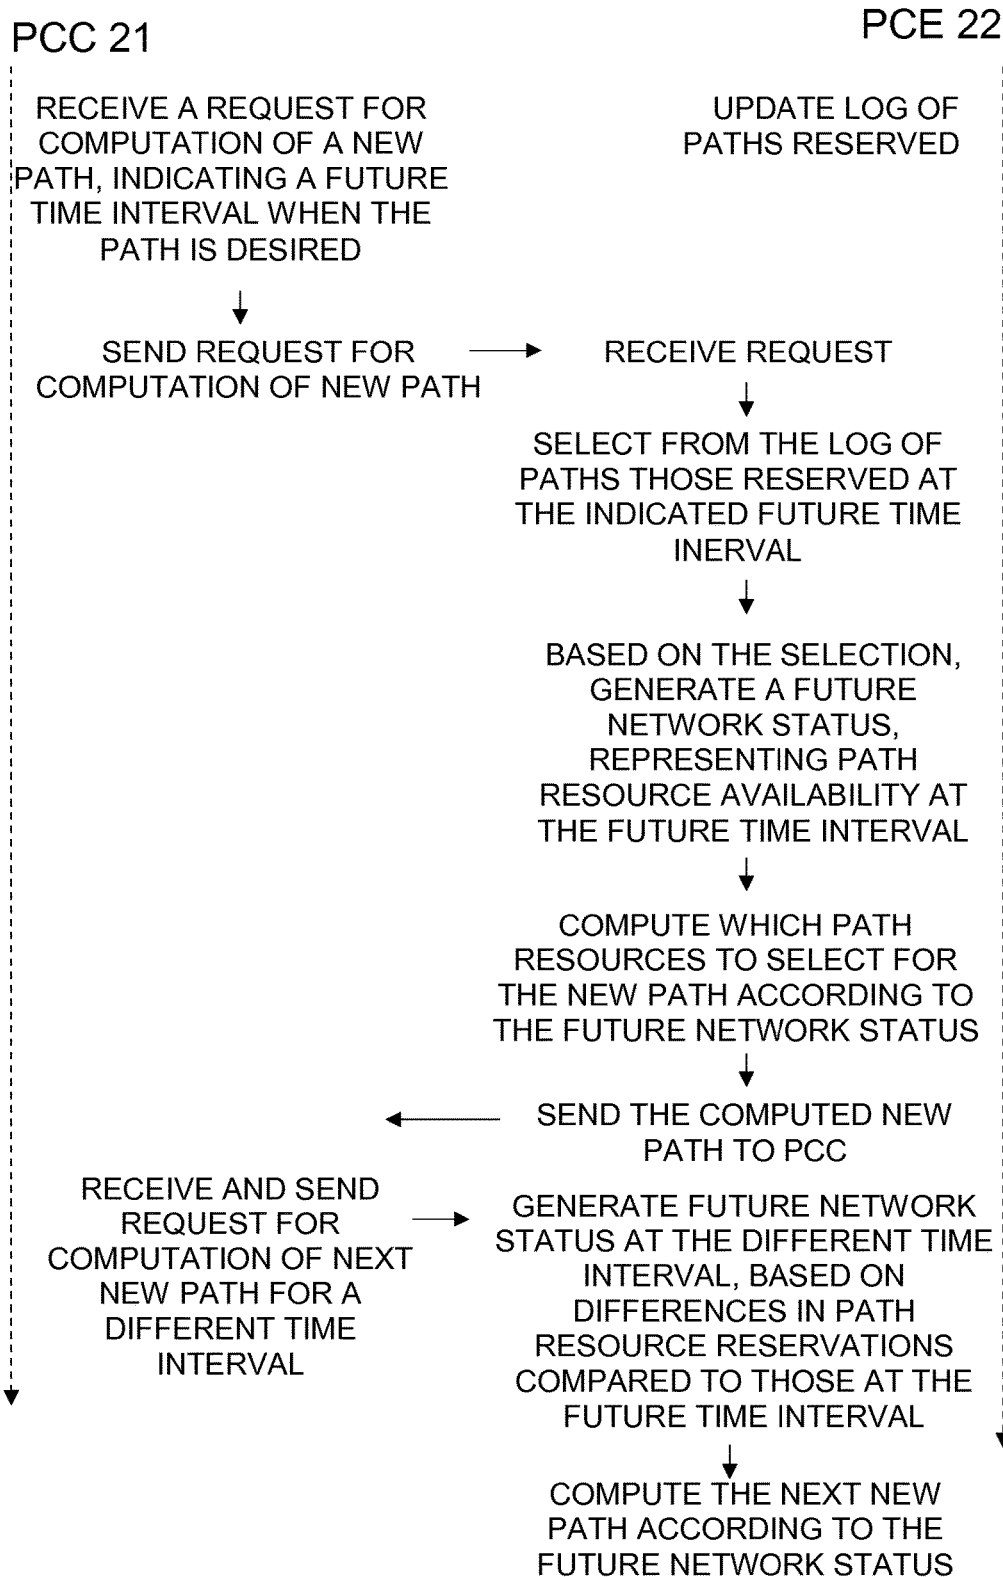 PCC 21
PCE 22
RECEIVE A REQUEST FOR
COMPUTATION OF A NEW
PATH, INDICATING A FUTURE
TIME INTERVAL WHEN THE
PATH IS DESIRED
UPDATE LOG OF
PATHS RESERVED
SEND REQUEST FOR
COMPUTATION OF NEW PATH
RECEIVE REQUEST
SELECT FROM THE LOG OF
PATHS THOSE RESERVED AT
THE INDICATED FUTURE TIME
INERVAL
BASED ON THE SELECTION,
GENERATE A FUTURE
NETWORK STATUS,
REPRESENTING PATH
RESOURCE AVAILABILITY AT
THE FUTURE TIME INTERVAL
COMPUTE WHICH PATH
RESOURCES TO SELECT FOR
THE NEW PATH ACCORDING TO
THE FUTURE NETWORK STATUS
SEND THE COMPUTED NEW
PATH TO PCC
RECEIVE AND SEND
REQUEST FOR
COMPUTATION OF NEXT
NEW PATH FOR A
DIFFERENT TIME
INTERVAL
GENERATE FUTURE NETWORK
STATUS AT THE DIFFERENT TIME
INTERVAL, BASED ON
DIFFERENCES IN PATH
RESOURCE RESERVATIONS
COMPARED TO THOSE AT THE
FUTURE TIME INTERVAL
COMPUTE THE NEXT NEW
PATH ACCORDING TO THE
FUTURE NETWORK STATUS